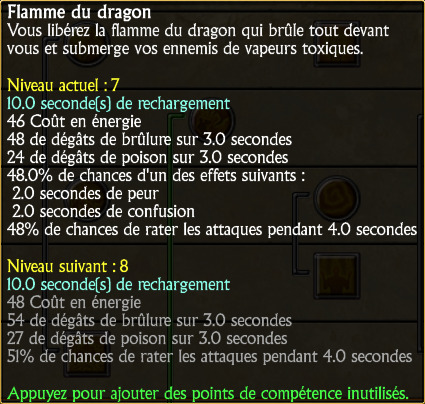 Flamme du dragon
Vous libérez la flamme du dragon qui brûle tout devant
vous et submerge vos ennemis de vapeurs toxiques.
Niveau actuel : 7
10.0 seconde(s) de rechargement
46 Coût en énergie
48 de dégâts de brûlure sur 3.0 secondes
24 de dégâts de poison sur 3.0 secondes
48.0% de chances d'un des effets suivants :
2.0 secondes de peur
2.0 secondes de confusion
48% de chances de rater les attaques pendant 4.0 secondes
Niveau suivant : 8
10.0 seconde(s) de rechargement
48 Coût en énergie
54 de dégâts de brûlure sur 3.0 secondes
27 de dégâts de poison sur 3.0 secondes
51% de chances de rater les attaques pendant 4.0 secondes
Appuyez pour ajouter des points de compétence inutilisés.